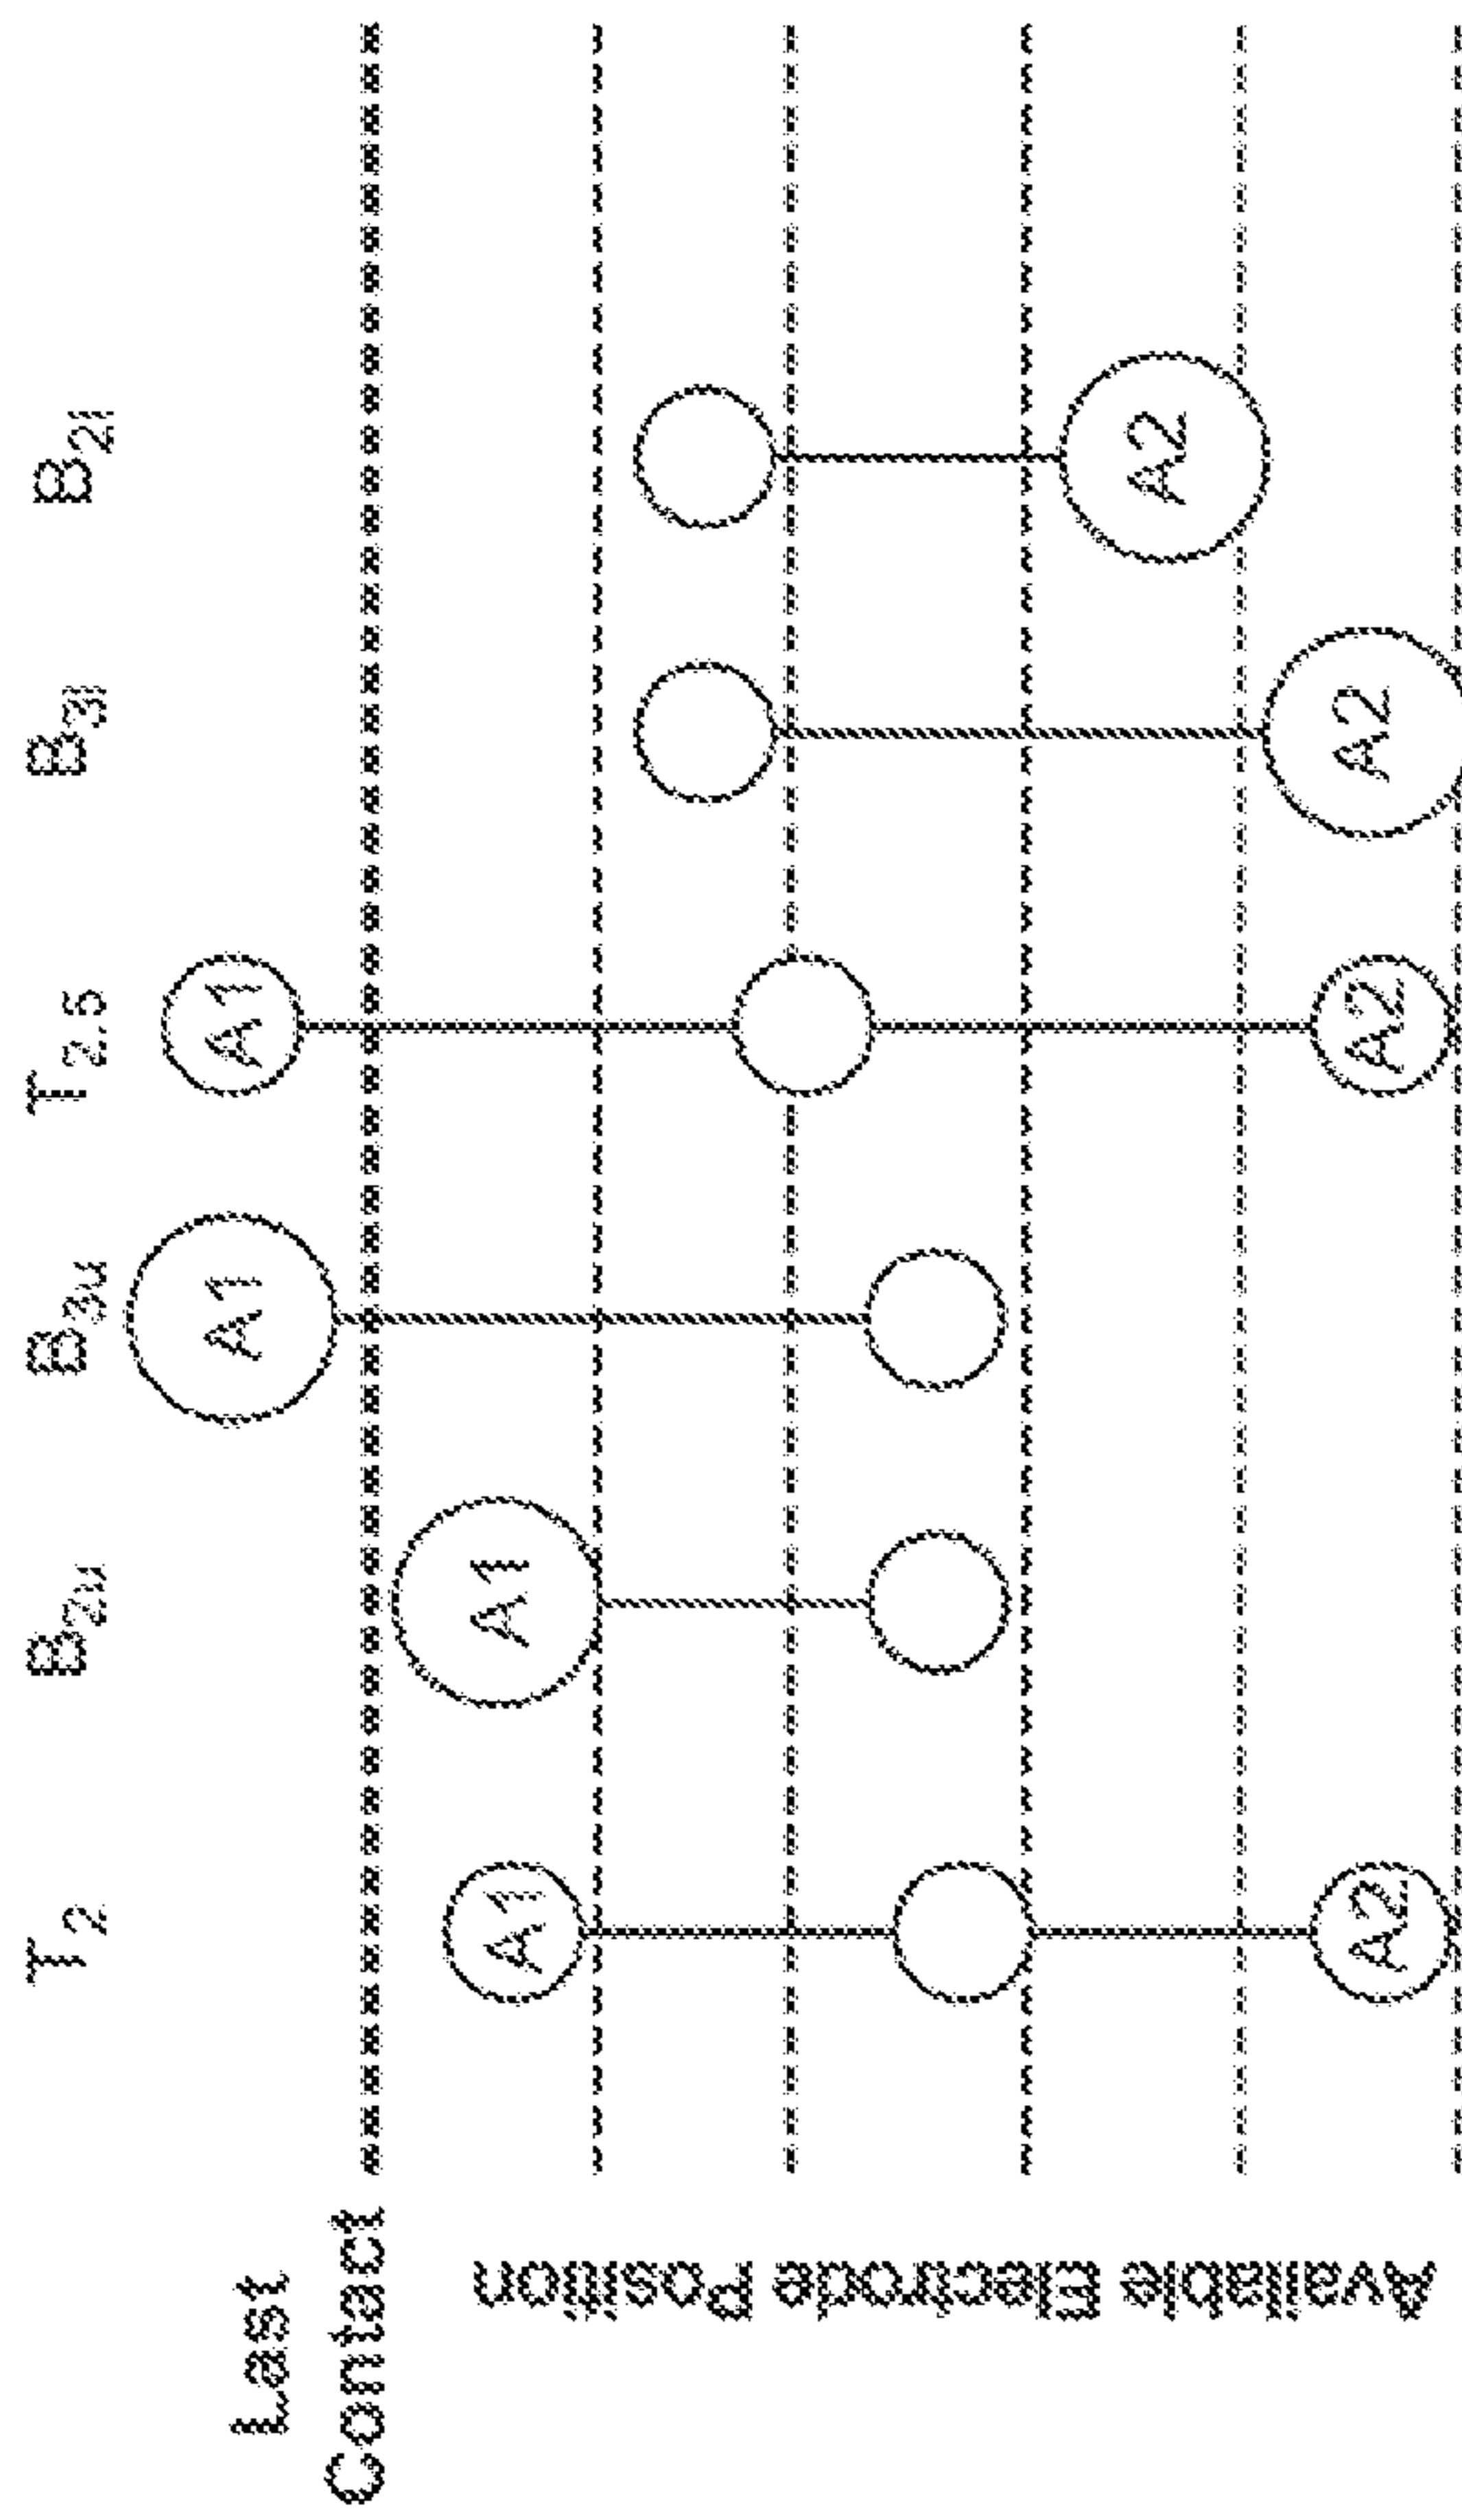 T2 B2u B3u T2.5 B3l B2l
Last
Contact
A1 A1
A1 A1
Available Electrode Position
A2
A2 A2 A2